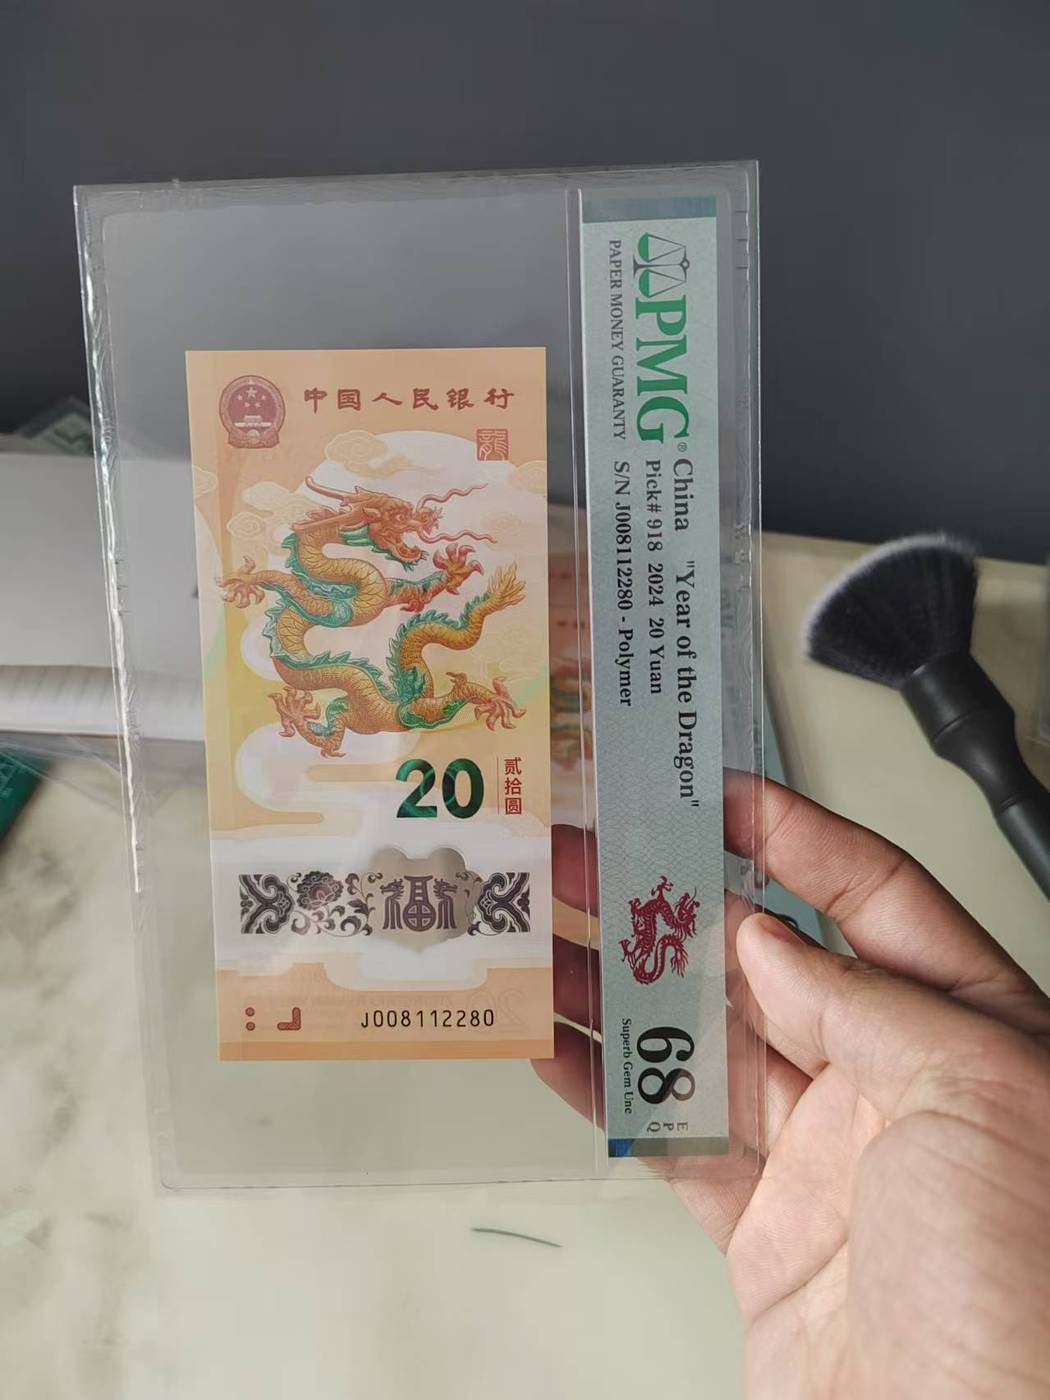 中国人民银行
龍
20
贰拾圆
福
J008112280
PMG®
PAPER MONEY GUARANTY
China "Year of the Dragon"
Pick# 918 2024 20 Yuan
S/N J008112280 - Polymer
68
EPQ
Superb Gem Unc